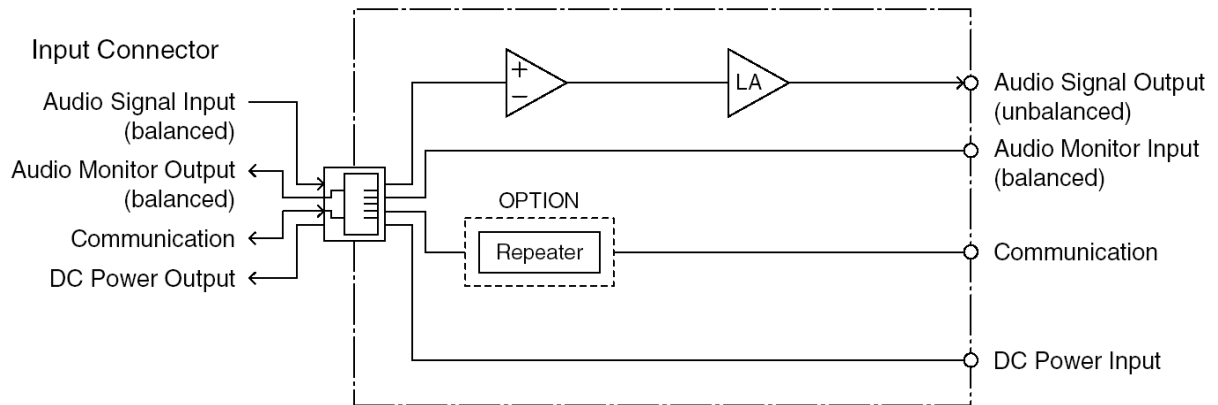 Input Connector
Audio Signal Input
(balanced)
Audio Monitor Output
(balanced)
Communication
DC Power Output
+
−
LA
OPTION
Repeater
Audio Signal Output
(unbalanced)
Audio Monitor Input
(balanced)
Communication
DC Power Input